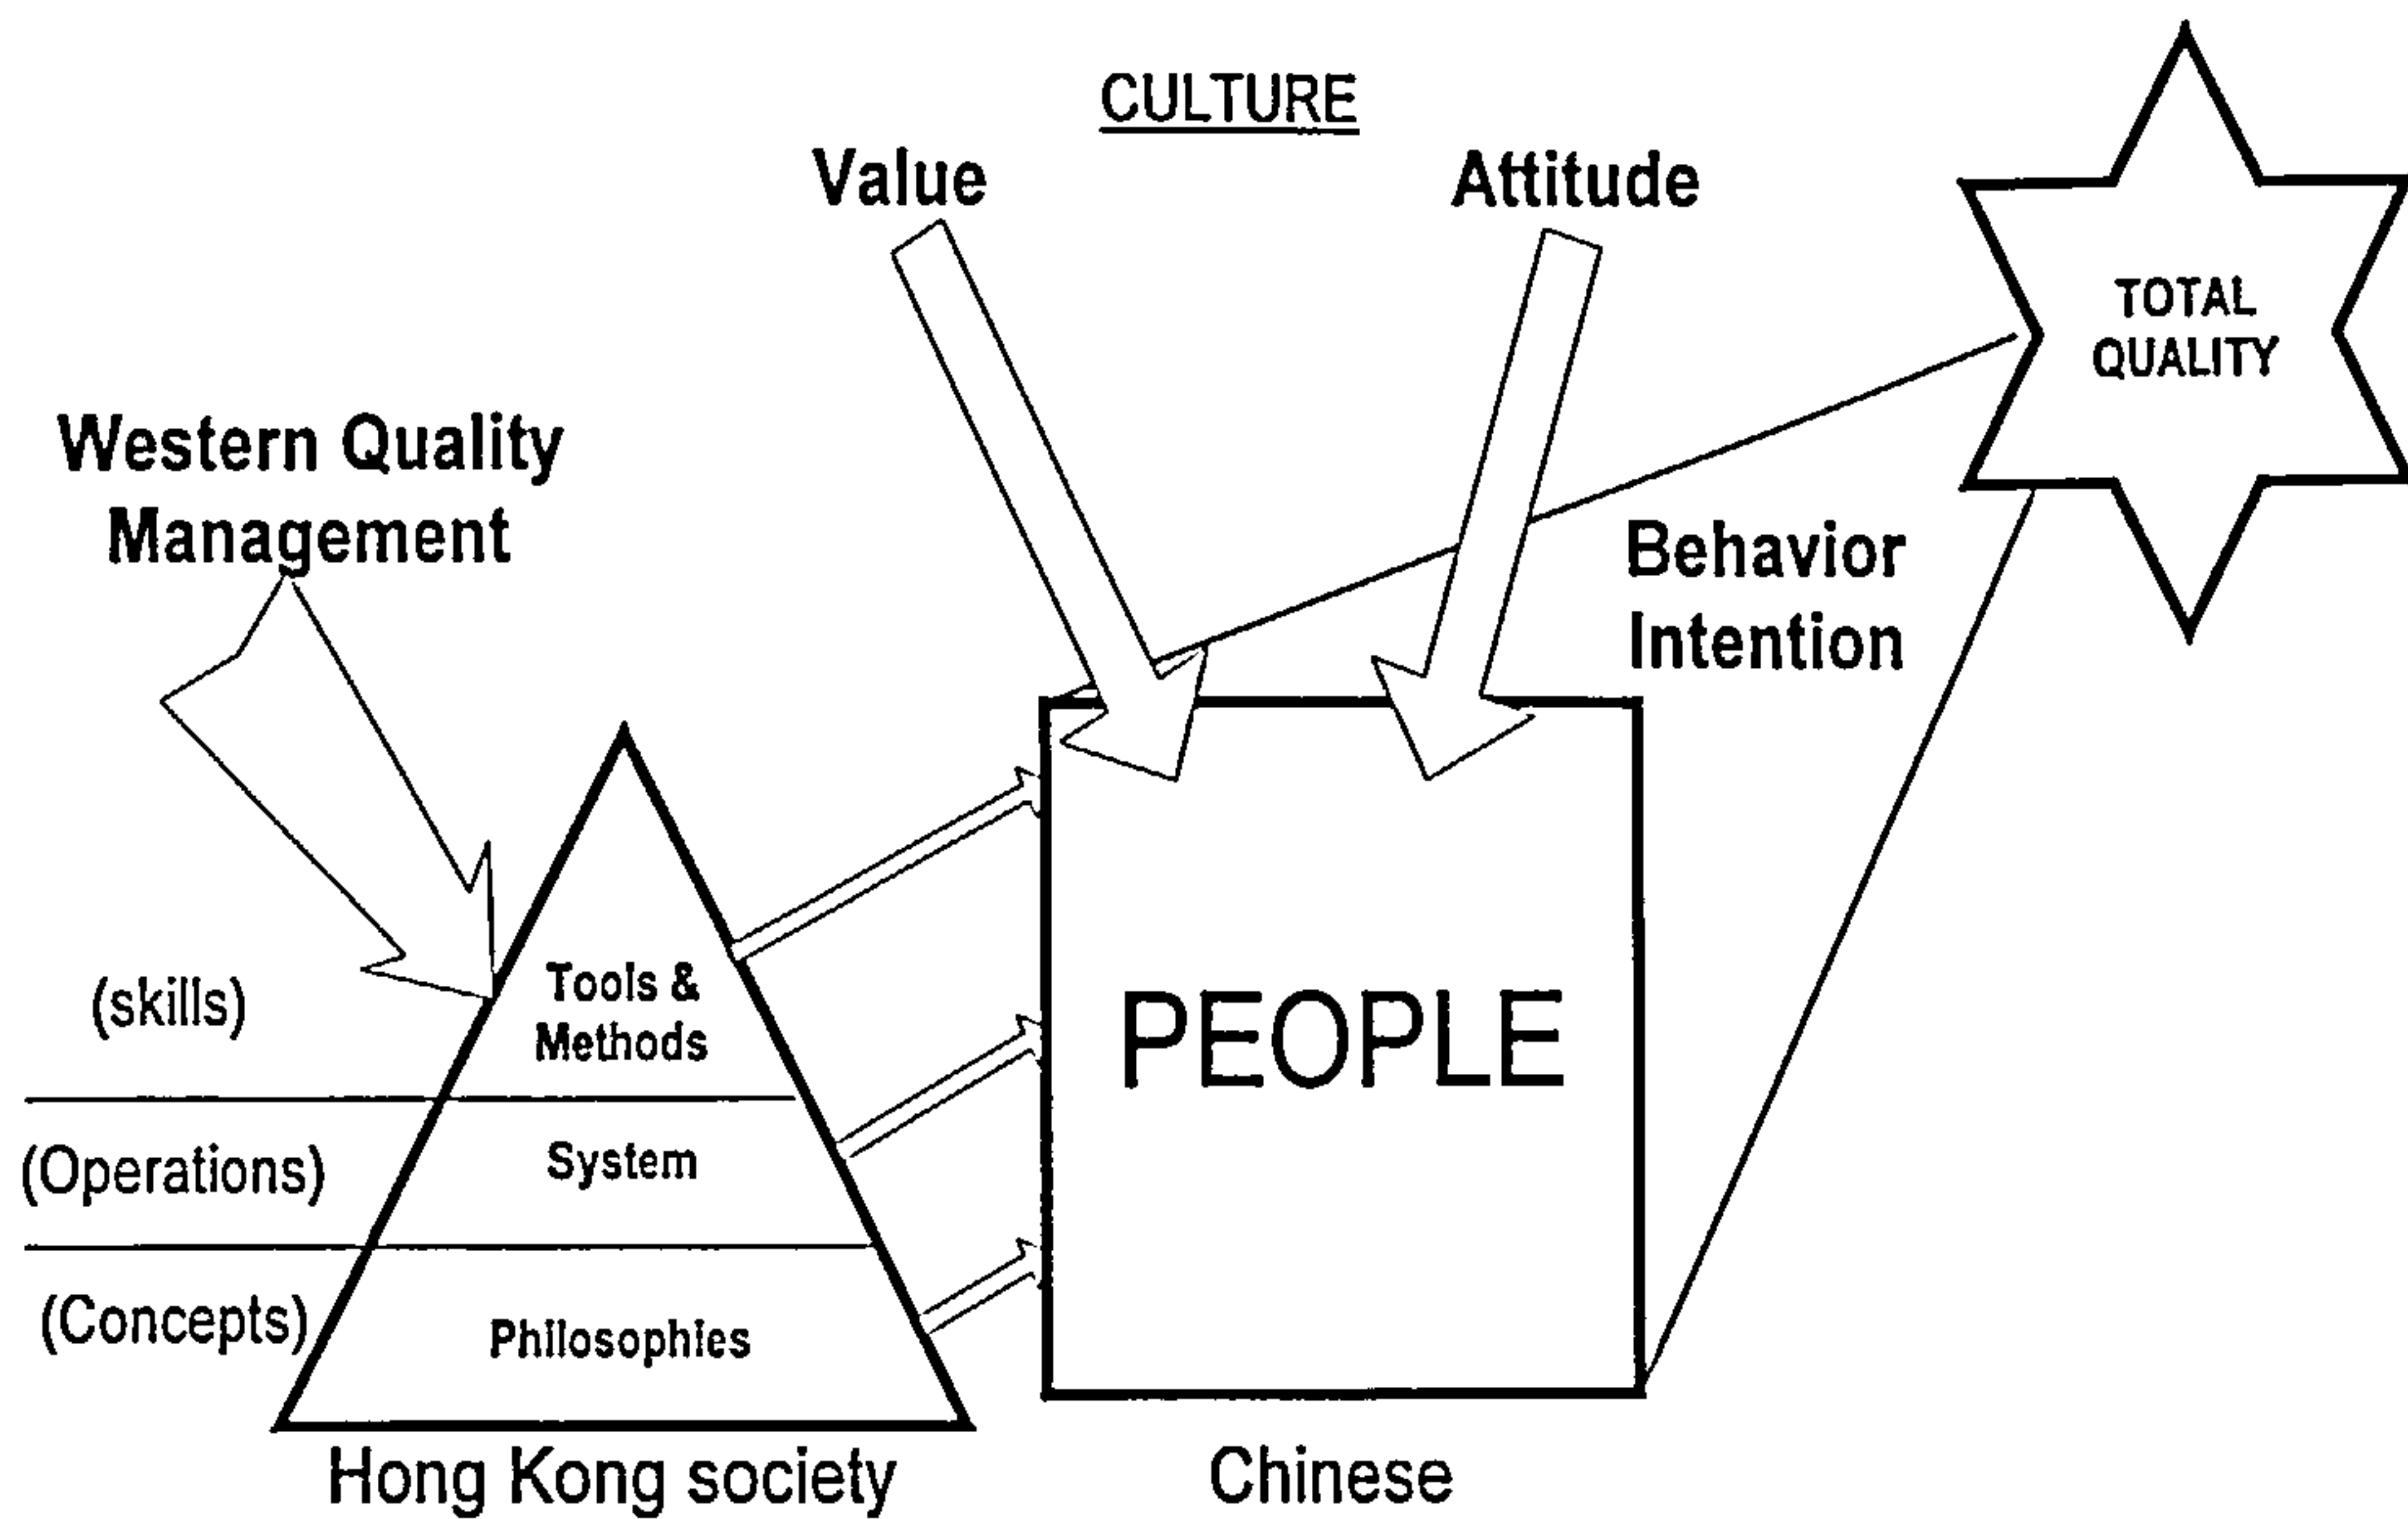 CULTURE
Value
Attitude
TOTAL
QUALITY
Western Quality
Management
Behavior
Intention
(skills)
Tools &
Methods
PEOPLE
(Operations)
System
(Concepts)
Philosophies
Hong Kong society
Chinese